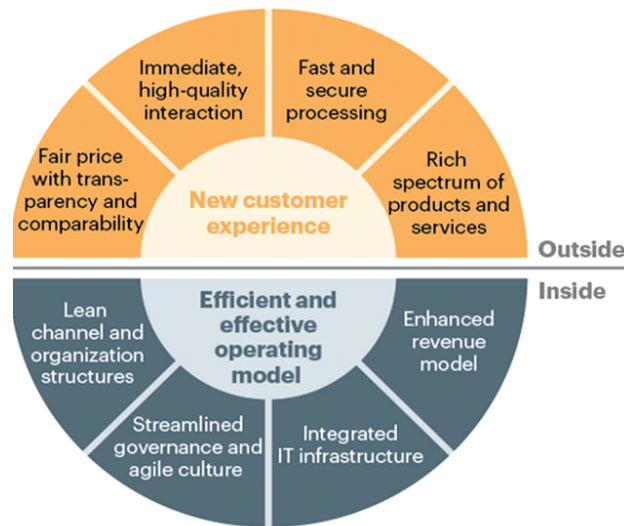 Immediate,
high-quality
interaction
Fast and
secure
processing
Fair price
with trans-
parency and
comparability
Rich
spectrum of
products and
services
New customer
experience
Outside
Inside
Efficient and
effective
operating
model
Lean
channel and
organization
structures
Enhanced
revenue
model
Streamlined
governance and
agile culture
Integrated
IT infrastructure